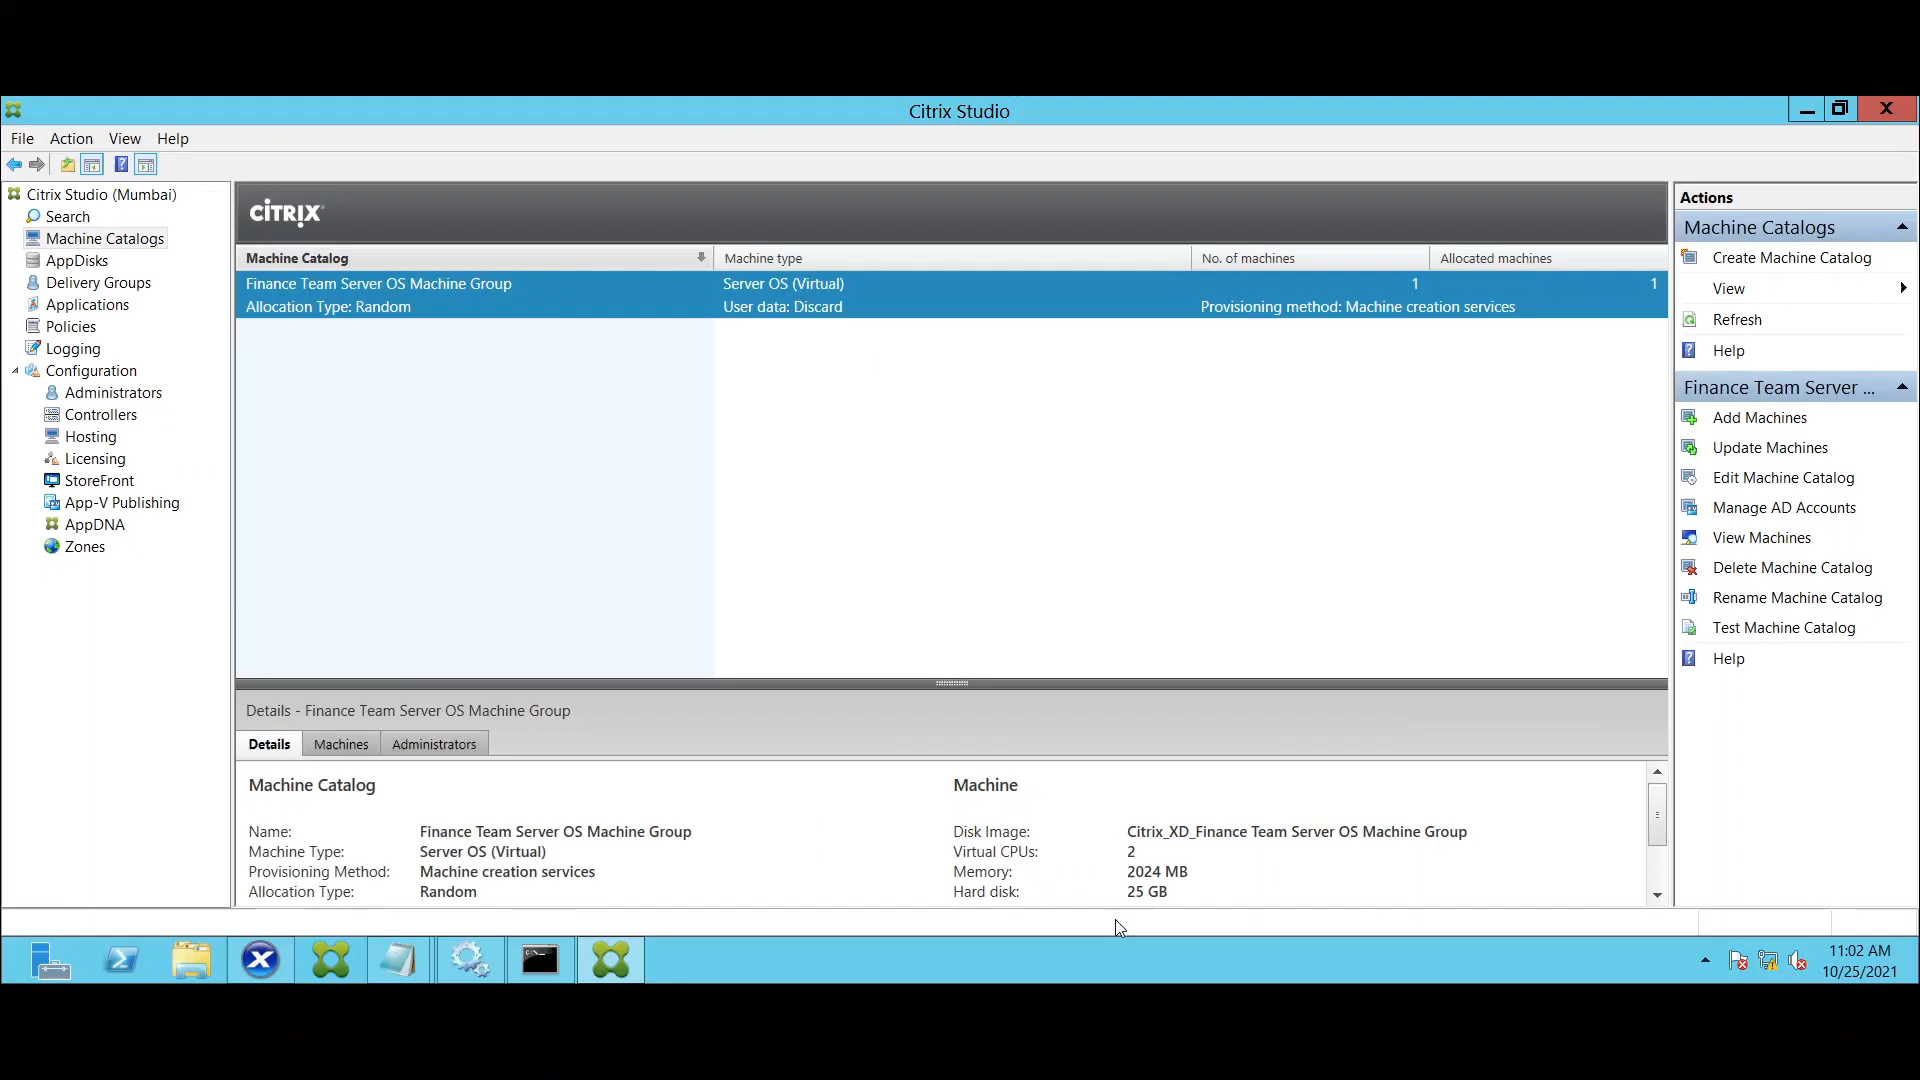 Citrix Studio
File Action View Help
Citrix Studio (Mumbai)
Search
Machine Catalogs
AppDisks
Delivery Groups
Applications
Policies
Logging
Configuration
Administrators
Controllers
Hosting
Licensing
StoreFront
App-V Publishing
AppDNA
Zones
CİTRIX
Machine Catalog Machine type No. of machines Allocated machines
Finance Team Server OS Machine Group Server OS (Virtual) 1 1
Allocation Type: Random User data: Discard Provisioning method: Machine creation services
Details - Finance Team Server OS Machine Group
Details Machines Administrators
Machine Catalog Machine
Name: Finance Team Server OS Machine Group Disk Image: Citrix_XD_Finance Team Server OS Machine Group
Machine Type: Server OS (Virtual) Virtual CPUs: 2
Provisioning Method: Machine creation services Memory: 2024 MB
Allocation Type: Random Hard disk: 25 GB
Actions
Machine Catalogs
Create Machine Catalog
View
Refresh
Help
Finance Team Server ...
Add Machines
Update Machines
Edit Machine Catalog
Manage AD Accounts
View Machines
Delete Machine Catalog
Rename Machine Catalog
Test Machine Catalog
Help
11:02 AM
10/25/2021